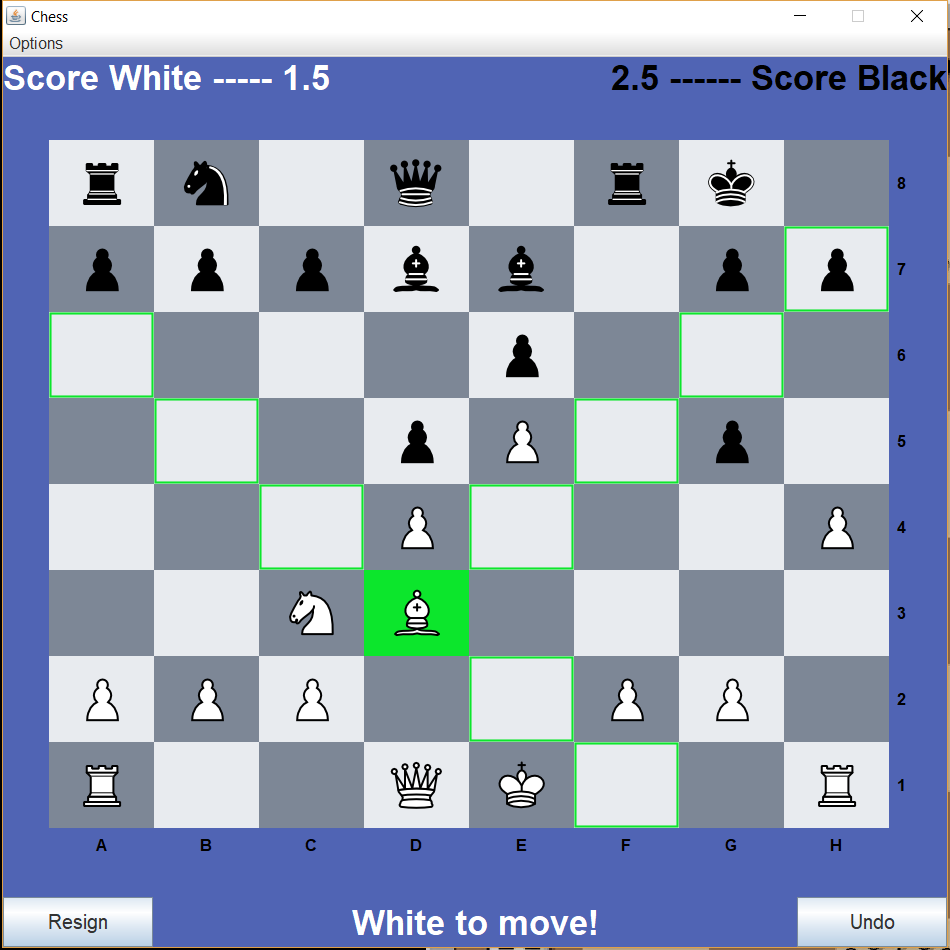 Chess
Options
Score White ----- 1.5
2.5 ------ Score Black
8
7
6
5
4
3
2
1
A B C D E F G H
Resign
White to move!
Undo